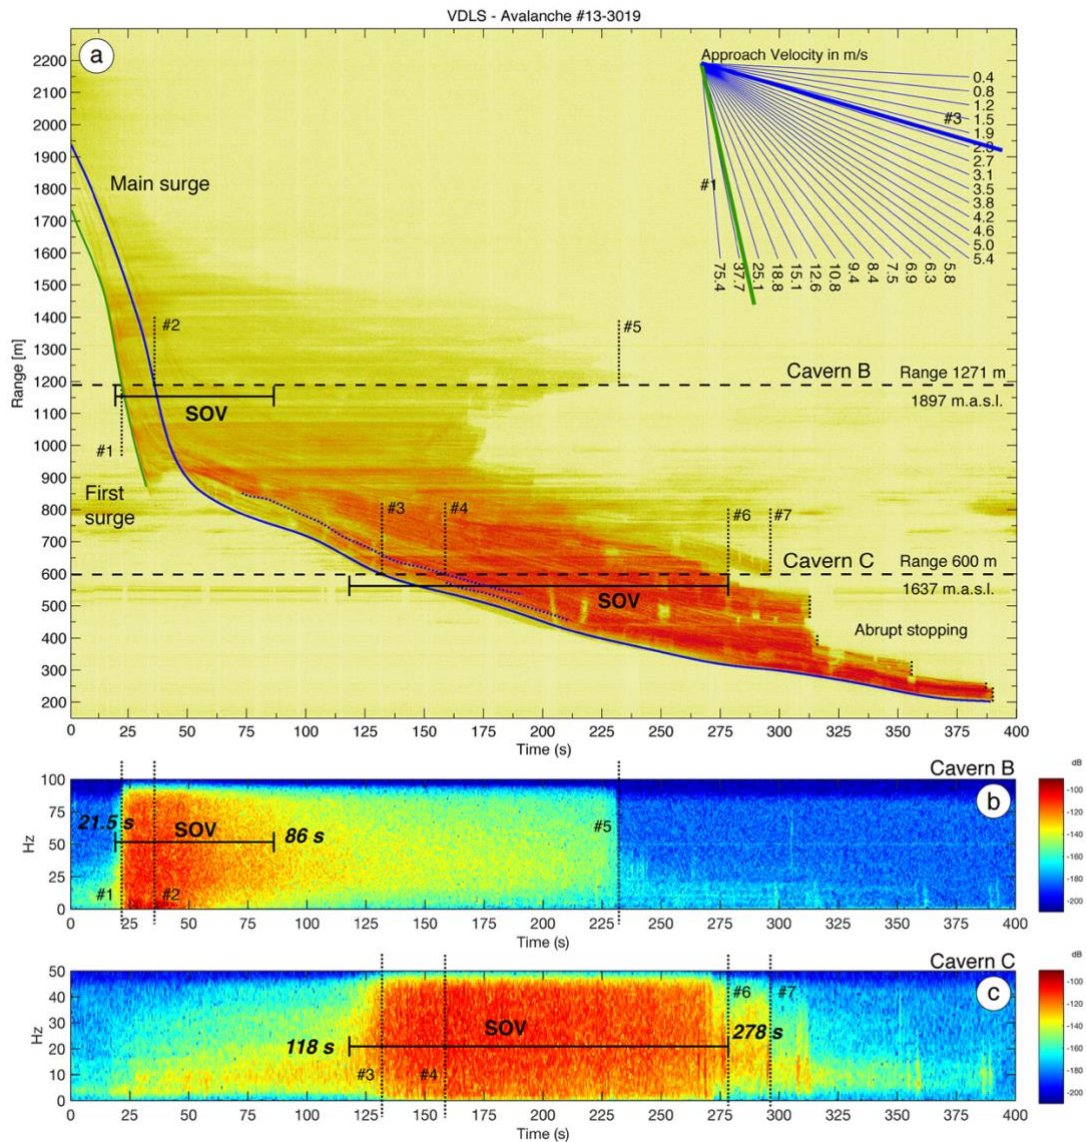 VDLS - Avalanche #13-3019
a
Approach Velocity in m/s
0.4
0.8
1.2
1.5
1.9
2.3
2.7
3.1
3.5
3.8
4.2
4.6
5.0
5.4
#3
#1
75.4 37.7 25.1 18.8 15.1 12.6 10.8 9.4 8.4 7.5 6.9 6.3 5.8
Range [m]
2200
2100
2000
1900
1800
1700
1600
1500
1400
1300
1200
1100
1000
900
800
700
600
500
400
300
200
Main surge
#2
#5
Cavern B Range 1271 m
1897 m.a.s.l.
SOV
#1
First
surge
#3 #4 #6 #7
Cavern C Range 600 m
1637 m.a.s.l.
SOV
Abrupt stopping
0 25 50 75 100 125 150 175 200 225 250 275 300 325 350 375 400
Time (s)
Cavern B
b
Hz
100
75
50
25
0
21.5 s SOV 86 s
#5
#1 #2
0 25 50 75 100 125 150 175 200 225 250 275 300 325 350 375 400
Time (s)
dB
-100
-120
-140
-160
-180
-200
Cavern C
c
Hz
50
40
30
20
10
0
#6 #7
118 s SOV 278 s
#3 #4
0 25 50 75 100 125 150 175 200 225 250 275 300 325 350 375 400
Time (s)
dB
-100
-120
-140
-160
-180
-200